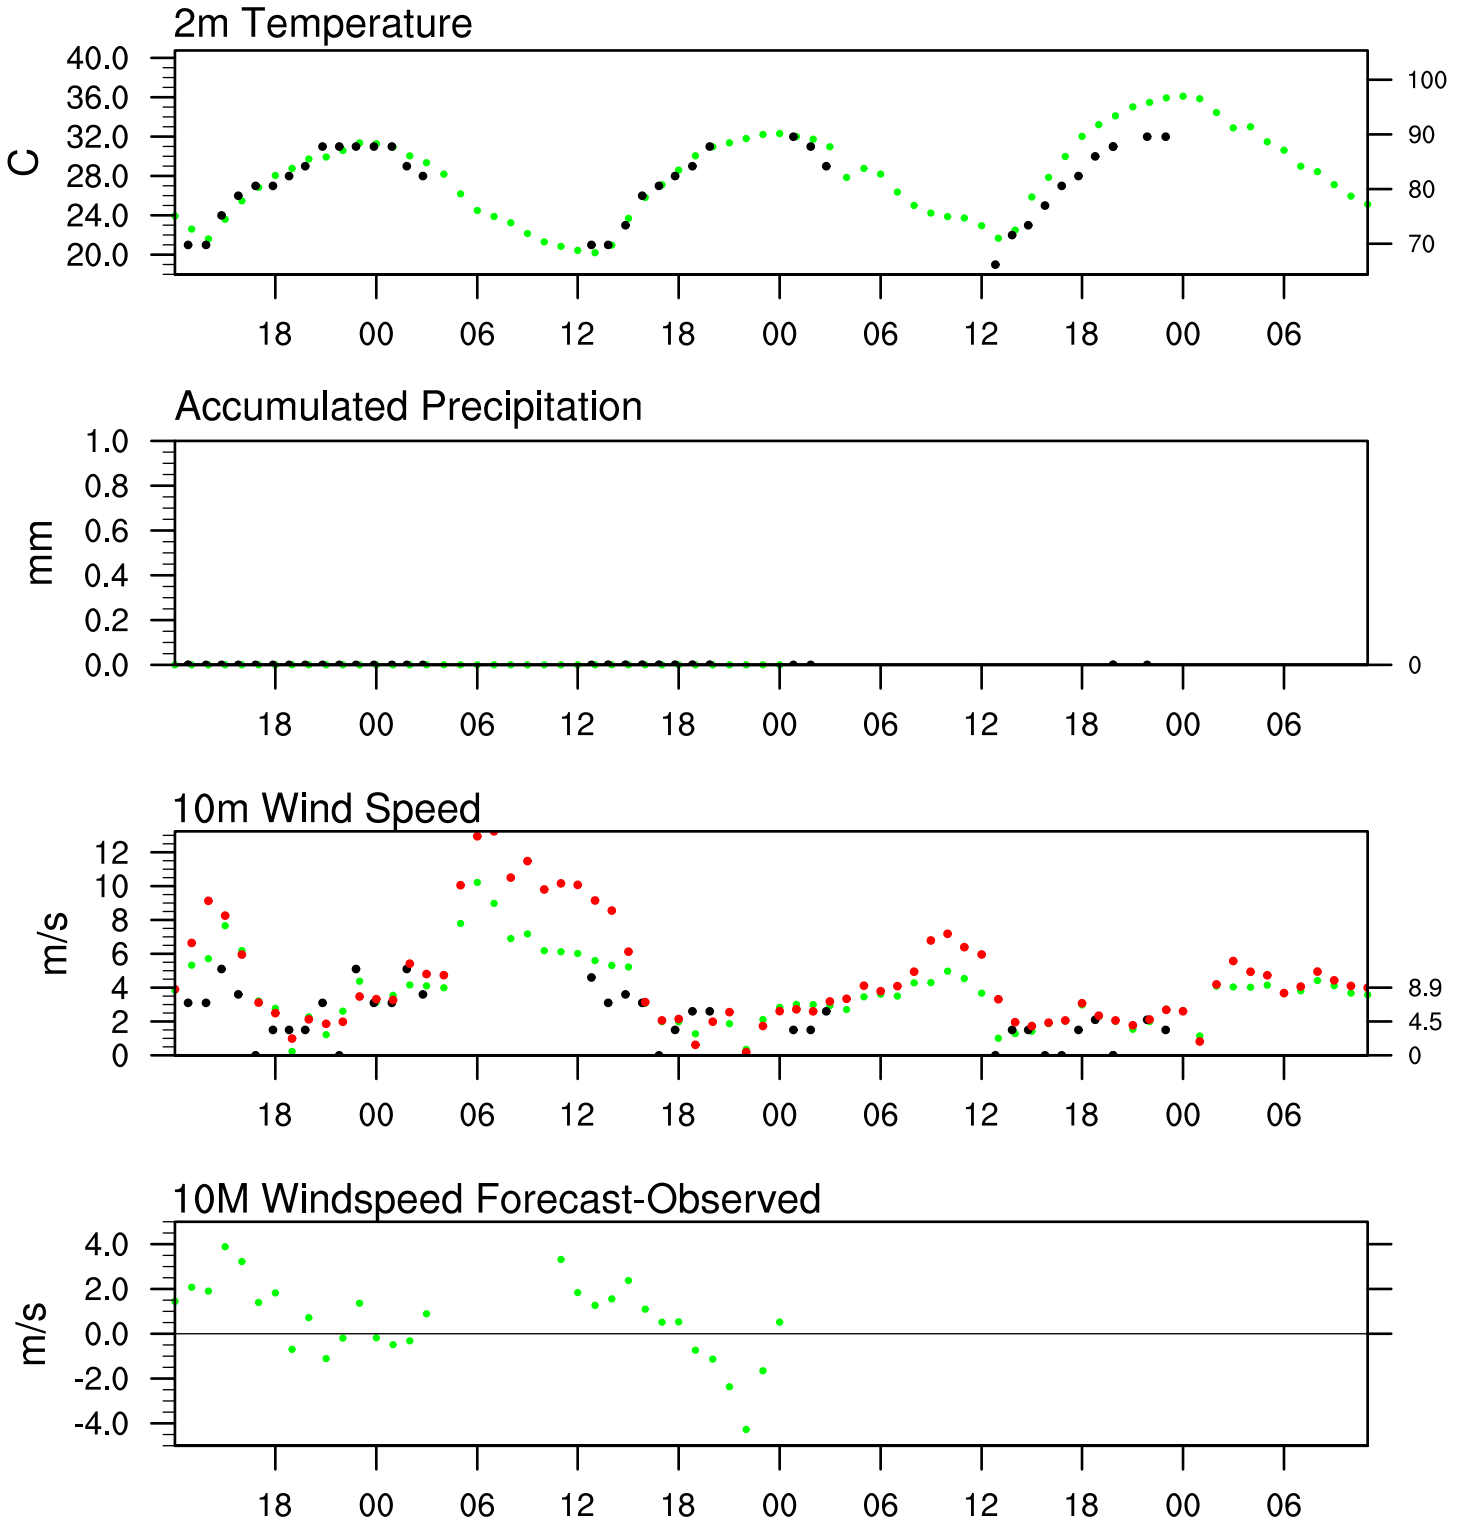 2m Temperature
40.0
36.0
32.0
28.0
24.0
20.0
C
100
90
80
70
18 00 06 12 18 00 06 12 18 00 06
Accumulated Precipitation
1.0
0.8
0.6
0.4
0.2
0.0
mm
0
18 00 06 12 18 00 06 12 18 00 06
10m Wind Speed
12
10
8
6
4
2
0
m/s
8.9
4.5
0
18 00 06 12 18 00 06 12 18 00 06
10M Windspeed Forecast-Observed
4.0
2.0
0.0
-2.0
-4.0
m/s
18 00 06 12 18 00 06 12 18 00 06